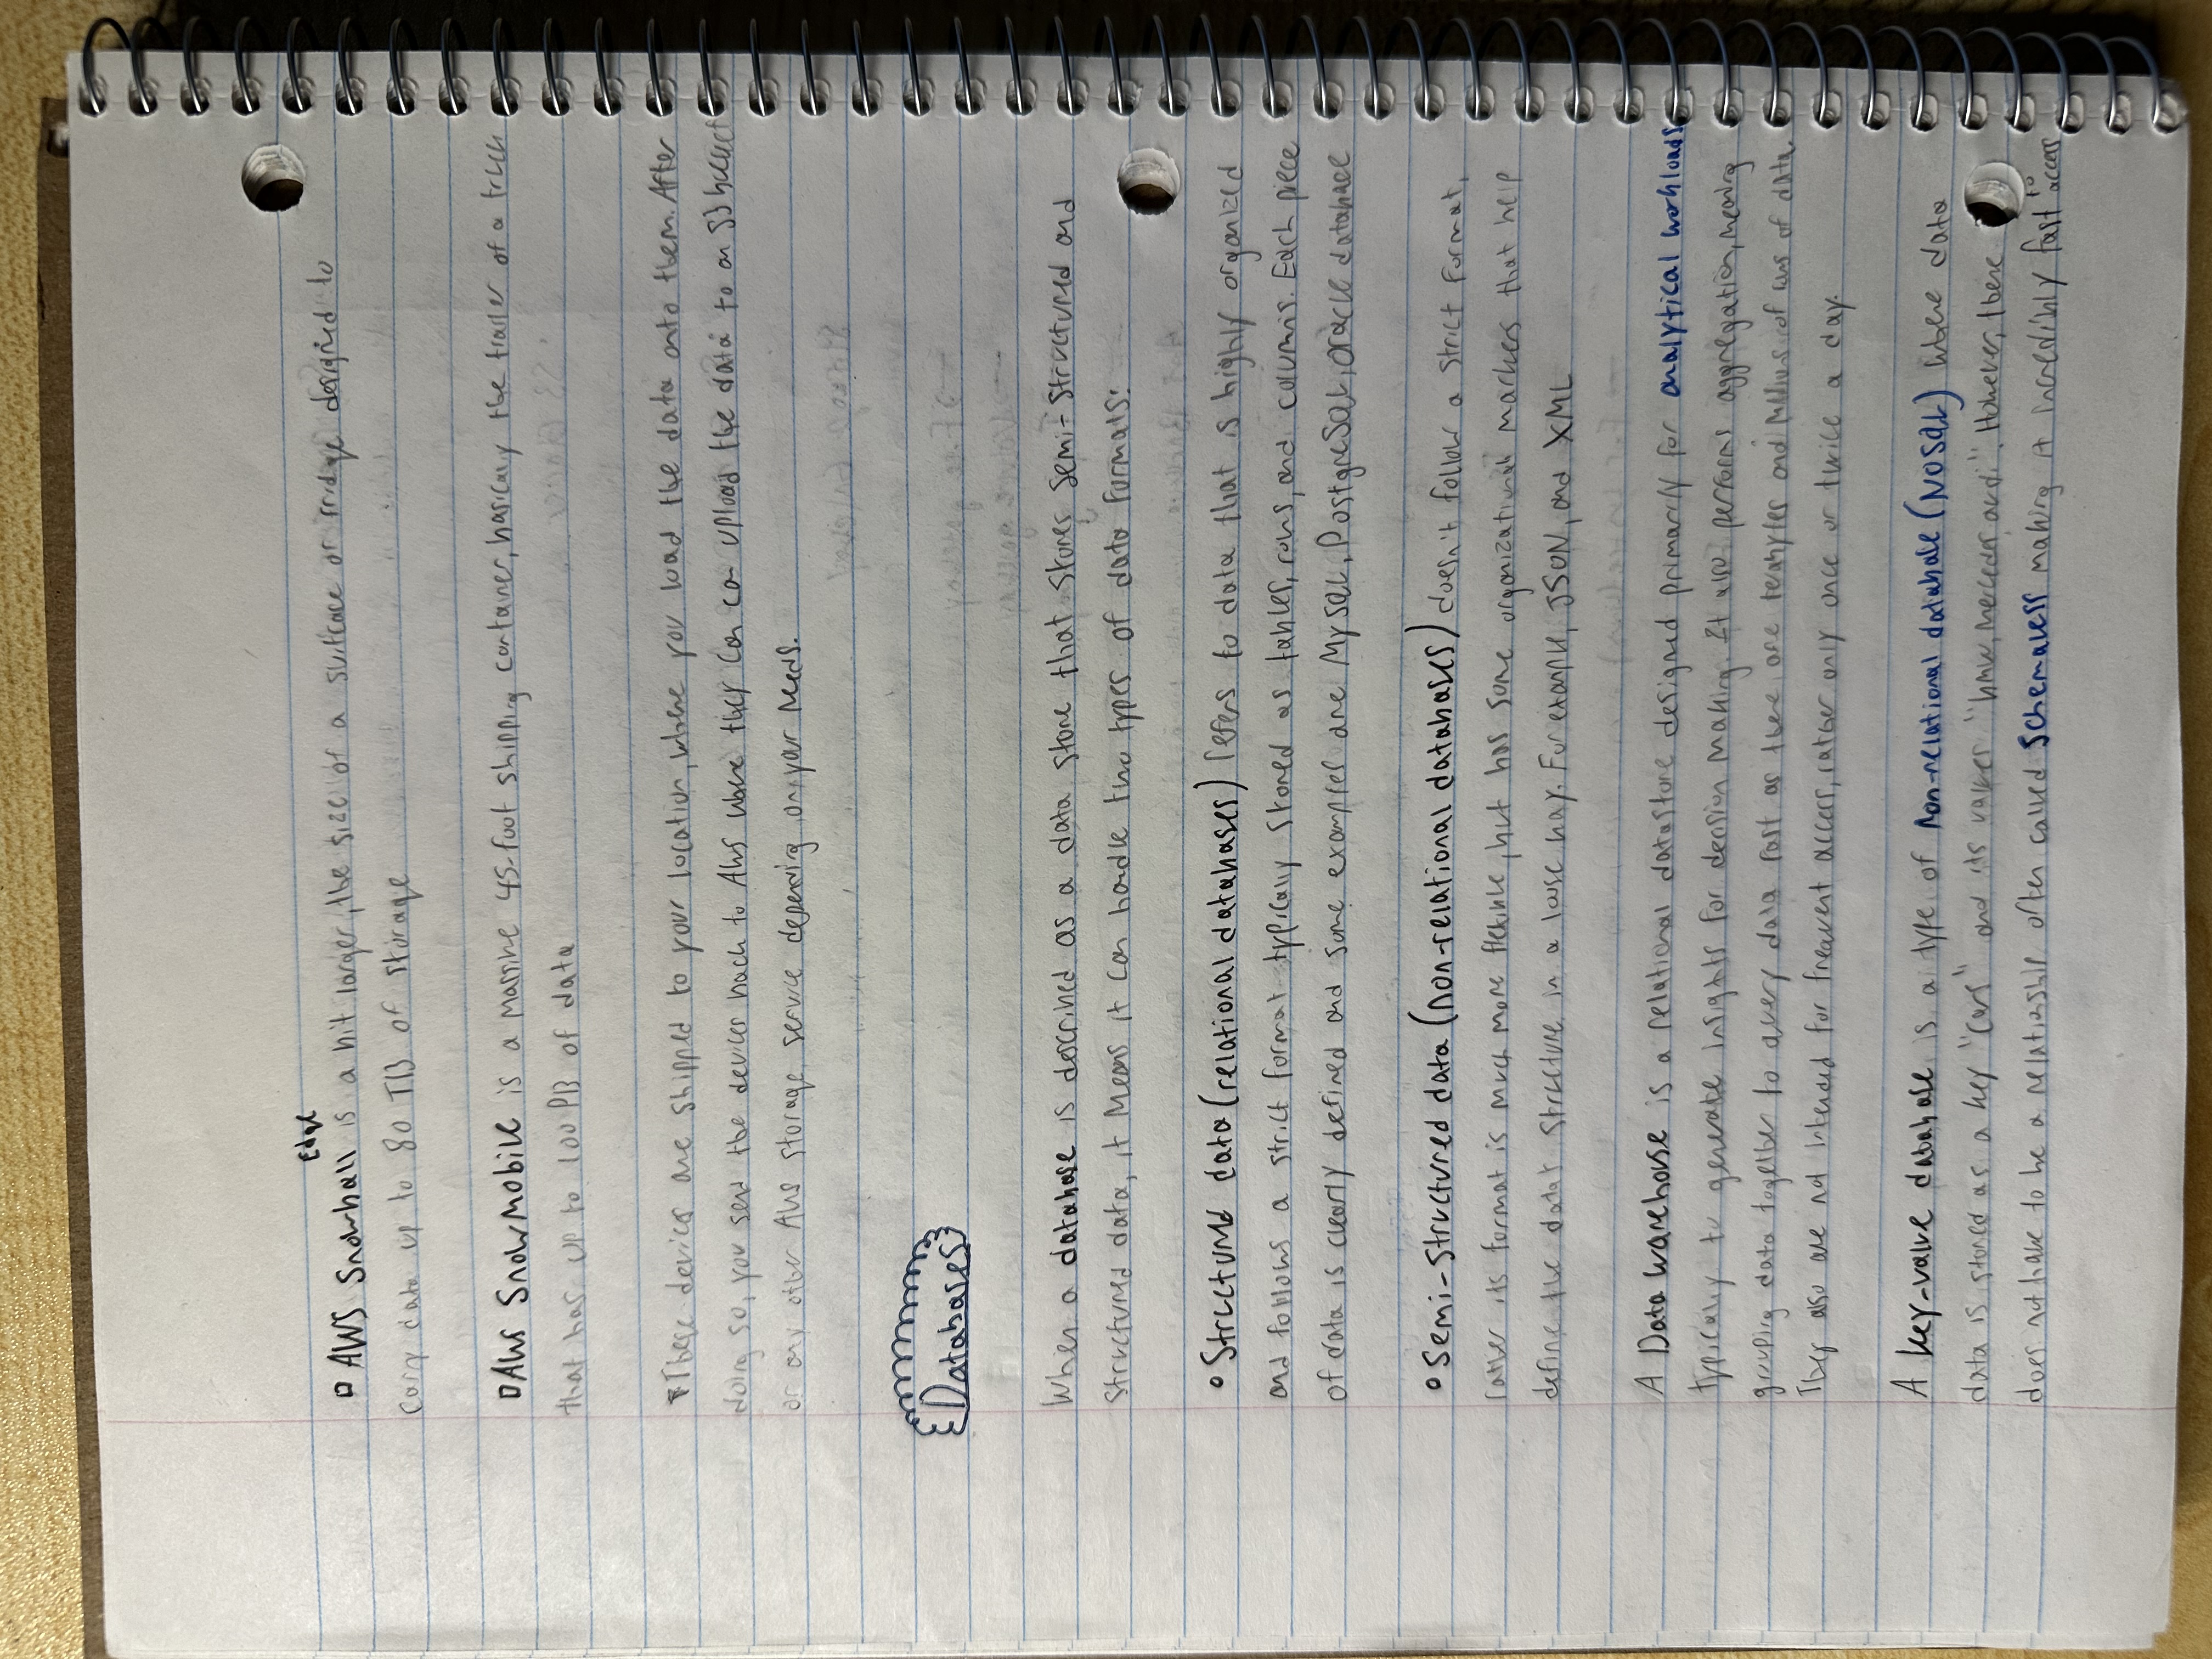 Edge
▫ AWS Snowball is a bit larger, the size of a suitcase or fridge designed to
carry data up to 80 TB of storage
▫ AWS Snowmobile is a massive 45-foot shipping container, basically the trailer of a truck
that has up to 100 PB of data
These devices are shipped to your location, where you load the data onto them. After
doing so, you send the devices back to AWS where they can can upload the data to an S3 bucket
or any other AWS storage service depending on your needs.
Databases
When a database is described as a data store that stores semi-structured and
structured data, it means it can handle two types of data formats:
• Structured data (relational databases) refers to data that is highly organized
and follows a strict format typically stored as tables, rows, and columns. Each piece
of data is clearly defined and some examples are MySQL, PostgreSQL, Oracle database
• Semi-structured data (non-relational databases) doesn't follow a strict format,
rather its format is much more flexible, but has some organizational markers that help
define the data's structure in a loose way. For example, JSON, and XML
A Data warehouse is a relational datastore designed primarily for analytical workloads
typically to generate insights for decision making. It also performs aggregation, meaning
grouping data together to query data fast as there are terabytes and millions of rows of data.
They also are not intended for frequent access, rather only once or twice a day.
A key-value database is a type of non-relational database (NOSQL) where data
data is stored as a key "Cars" and its values "bmw, mercedes, audi". However, there
does not have to be a relationship often called Schemaless making it incredibly fast to access